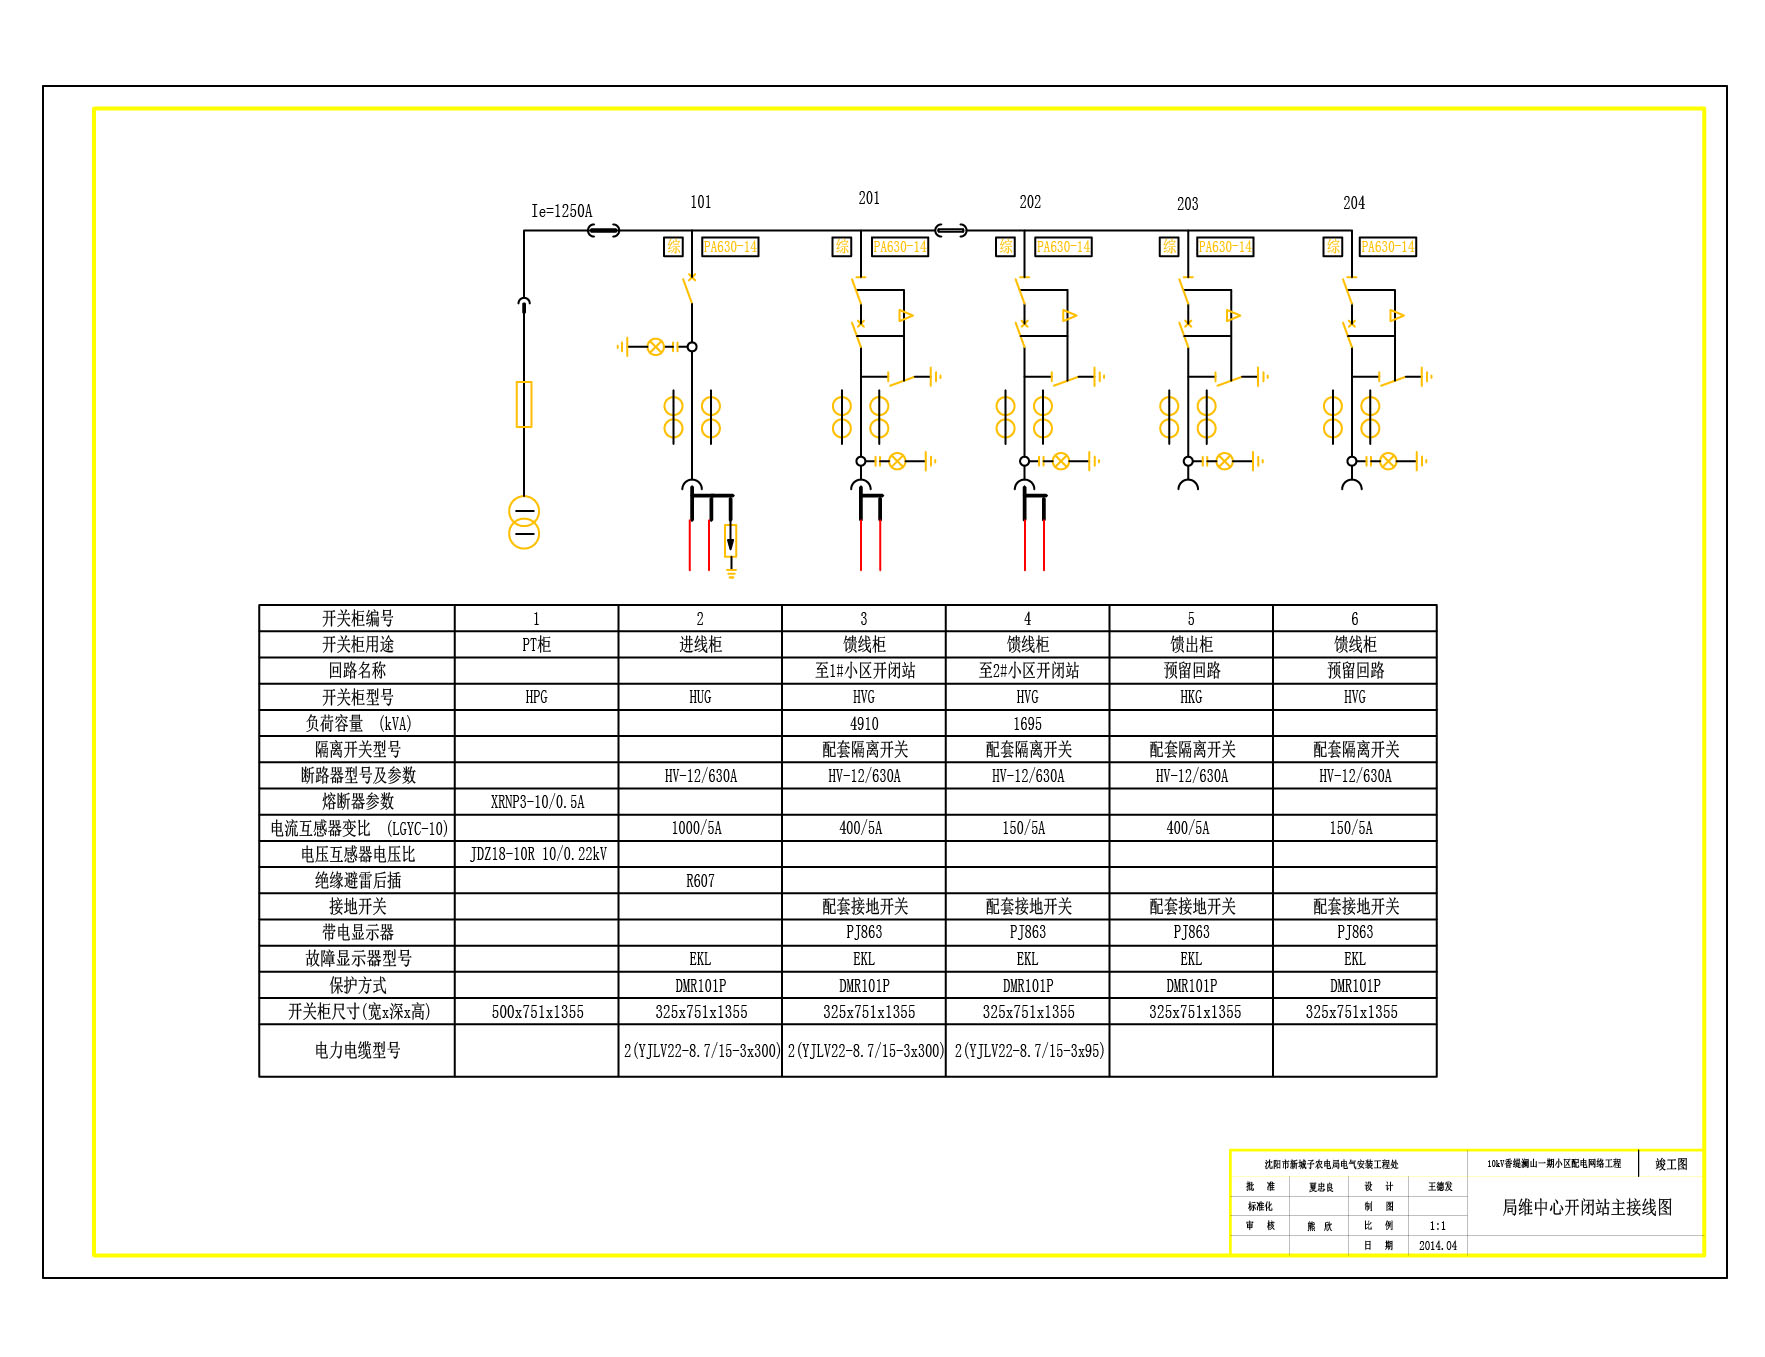 Ie=1250A 101 201 202 203 204
综 PA630-14 综 PA630-14 综 PA630-14 综 PA630-14 综 PA630-14
开关柜编号 1 2 3 4 5 6
开关柜用途 PT柜 进线柜 馈线柜 馈线柜 馈出柜 馈线柜
回路名称 至1#小区开闭站 至2#小区开闭站 预留回路 预留回路
开关柜型号 HPG HUG HVG HVG HKG HVG
负荷容量 (kVA) 4910 1695
隔离开关型号 配套隔离开关 配套隔离开关 配套隔离开关 配套隔离开关
断路器型号及参数 HV-12/630A HV-12/630A HV-12/630A HV-12/630A HV-12/630A
熔断器参数 XRNP3-10/0.5A
电流互感器变比 (LGYC-10) 1000/5A 400/5A 150/5A 400/5A 150/5A
电压互感器电压比 JDZ18-10R 10/0.22kV
绝缘避雷后插 R607
接地开关 配套接地开关 配套接地开关 配套接地开关 配套接地开关
带电显示器 PJ863 PJ863 PJ863 PJ863
故障显示器型号 EKL EKL EKL EKL EKL
保护方式 DMR101P DMR101P DMR101P DMR101P DMR101P
开关柜尺寸(宽x深x高) 500x751x1355 325x751x1355 325x751x1355 325x751x1355 325x751x1355 325x751x1355
电力电缆型号 2(YJLV22-8.7/15-3x300) 2(YJLV22-8.7/15-3x300) 2(YJLV22-8.7/15-3x95)
沈阳市新城子农电局电气安装工程处 10kV香缇澜山一期小区配电网络工程 竣工图
批 准 夏忠良 设 计 王德发
标准化 制 图
局维中心开闭站主接线图
审 核 熊 欣 比 例 1:1
日 期 2014.04